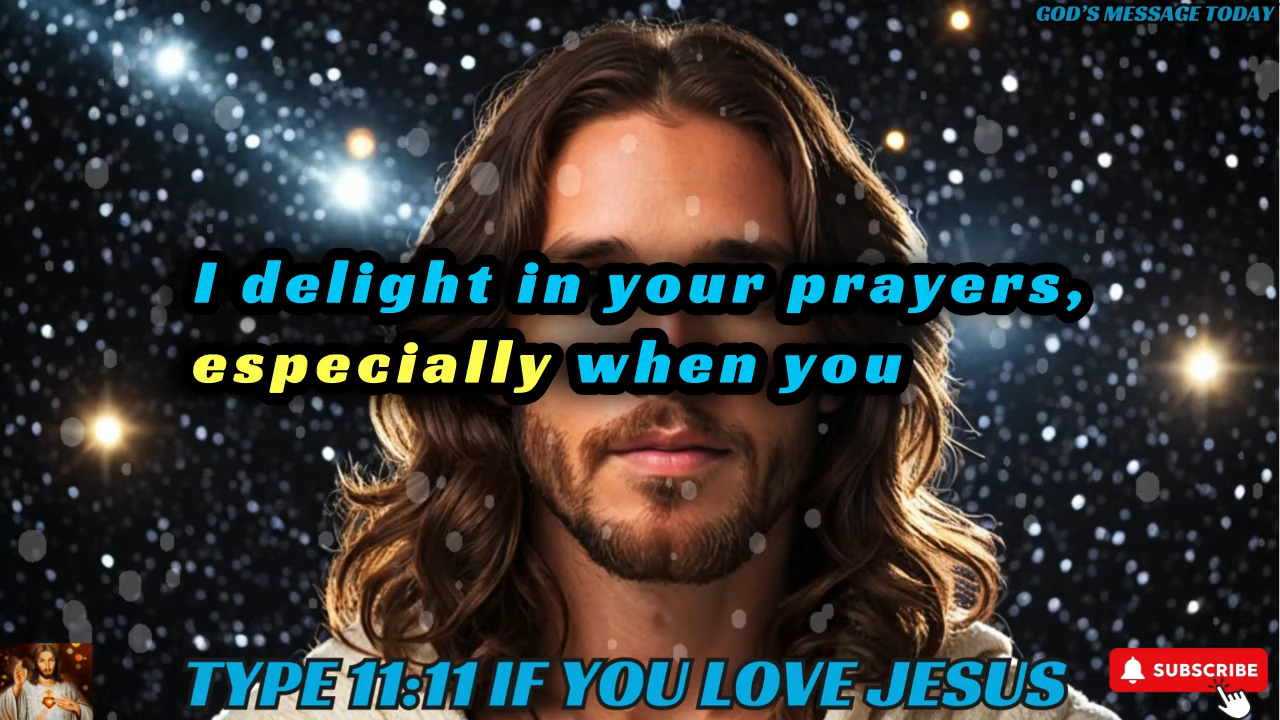 GOD'S MESSAGE TODAY
I delight in your prayers,
especially when you
TYPE 11:11 IF YOU LOVE JESUS
SUBSCRIBE